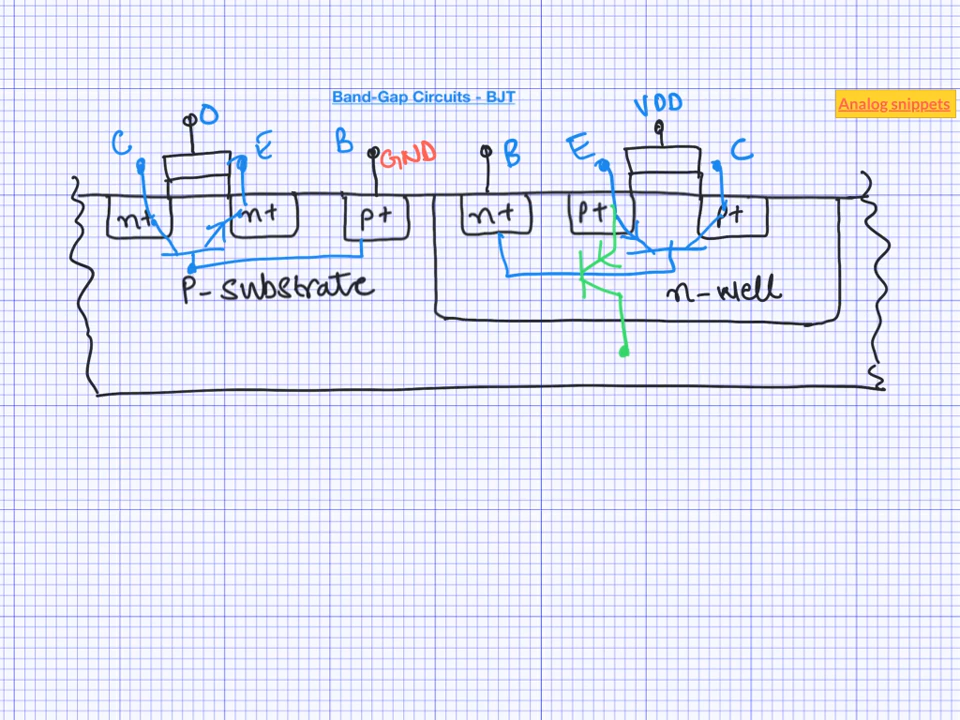 Band-Gap Circuits - BJT
Analog snippets
VDD
O
C
E
B
GND
B
E
C
n+
n+
p+
n+
p+
p+
P-substrate
n-well